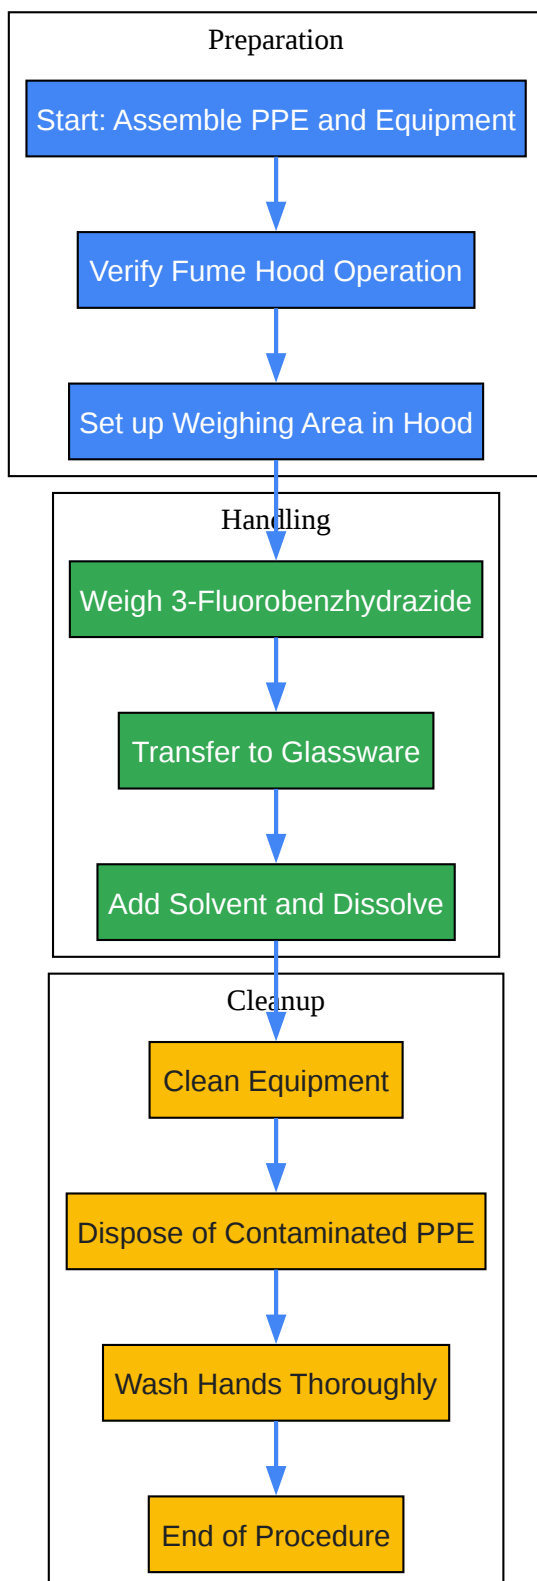 Preparation
Start: Assemble PPE and Equipment
Verify Fume Hood Operation
Set up Weighing Area in Hood
Handling
Weigh 3-Fluorobenzhydrazide
Transfer to Glassware
Add Solvent and Dissolve
Cleanup
Clean Equipment
Dispose of Contaminated PPE
Wash Hands Thoroughly
End of Procedure